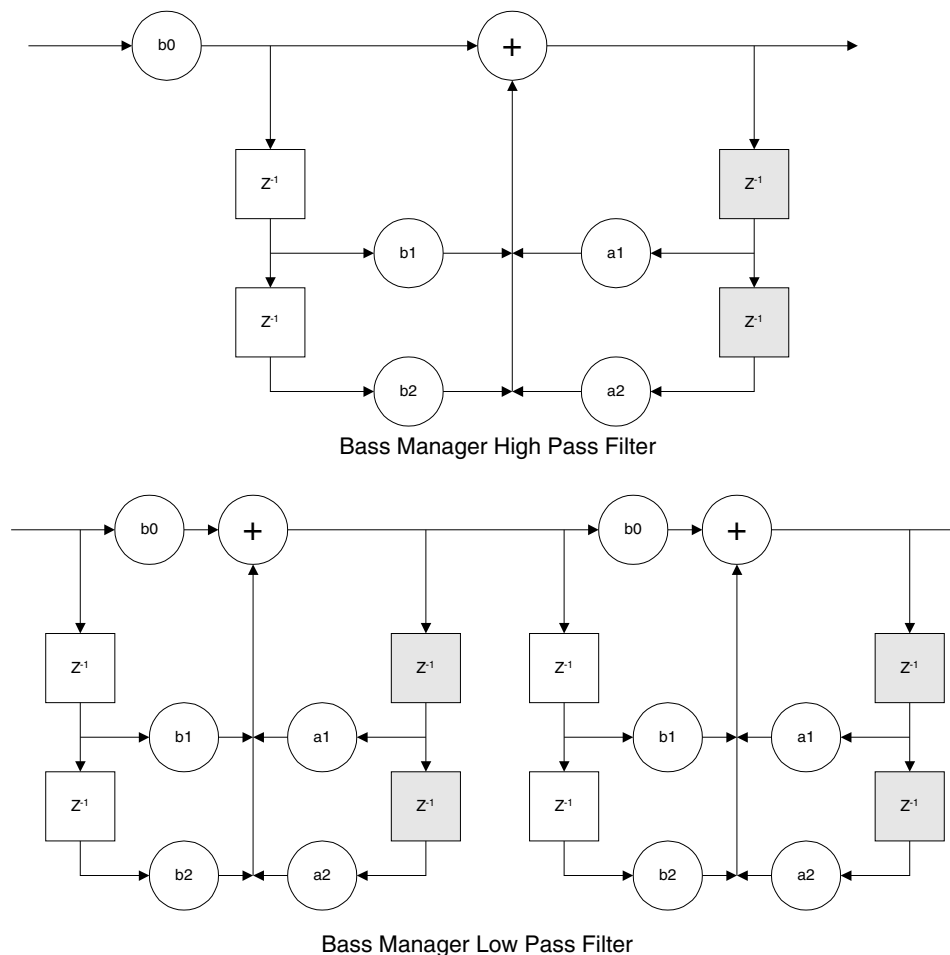 b0
+
Z-1
Z-1
b1
a1
Z-1
Z-1
b2
a2
Bass Manager High Pass Filter
b0
+
b0
+
Z-1
Z-1
Z-1
Z-1
b1
a1
b1
a1
Z-1
Z-1
Z-1
Z-1
b2
a2
b2
a2
Bass Manager Low Pass Filter